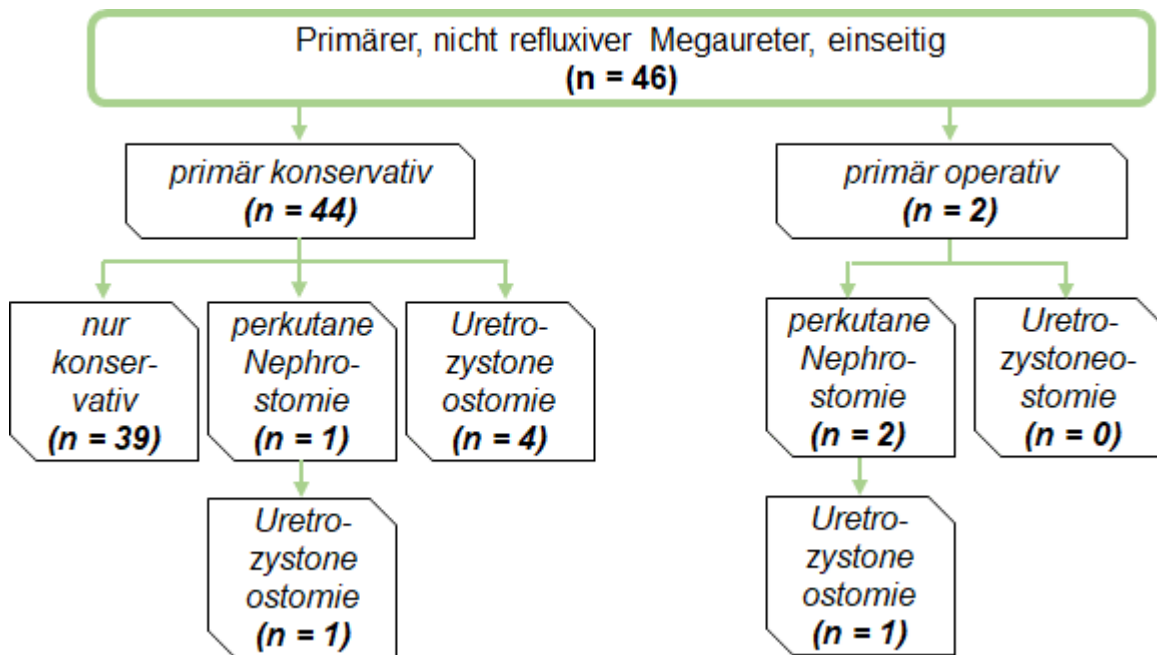 Primärer, nicht refluxiver Megaureter, einseitig
(n = 46)
primär konservativ
(n = 44)
primär operativ
(n = 2)
nur
konser-
vativ
(n = 39)
perkutane
Nephro-
stomie
(n = 1)
Uretro-
zystone
ostomie
(n = 4)
perkutane
Nephro-
stomie
(n = 2)
Uretro-
zystoneo-
stomie
(n = 0)
Uretro-
zystone
ostomie
(n = 1)
Uretro-
zystone
ostomie
(n = 1)